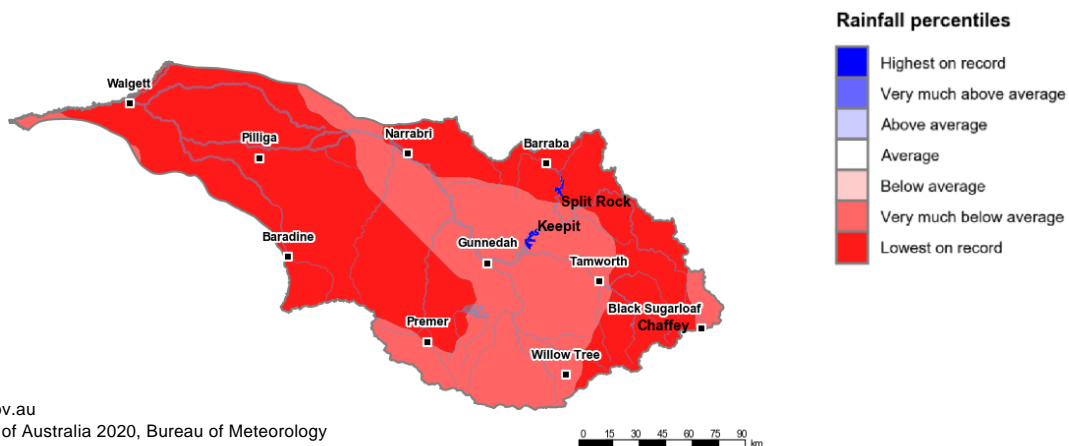 Rainfall percentiles
Highest on record
Very much above average
Above average
Average
Below average
Very much below average
Lowest on record
Walgett
Pilliga
Narrabri
Barraba
Split Rock
Keepit
Baradine
Gunnedah
Tamworth
Black Sugarloaf
Chaffey
Premer
Willow Tree
ov.au
of Australia 2020, Bureau of Meteorology
0 15 30 45 60 75 90 km